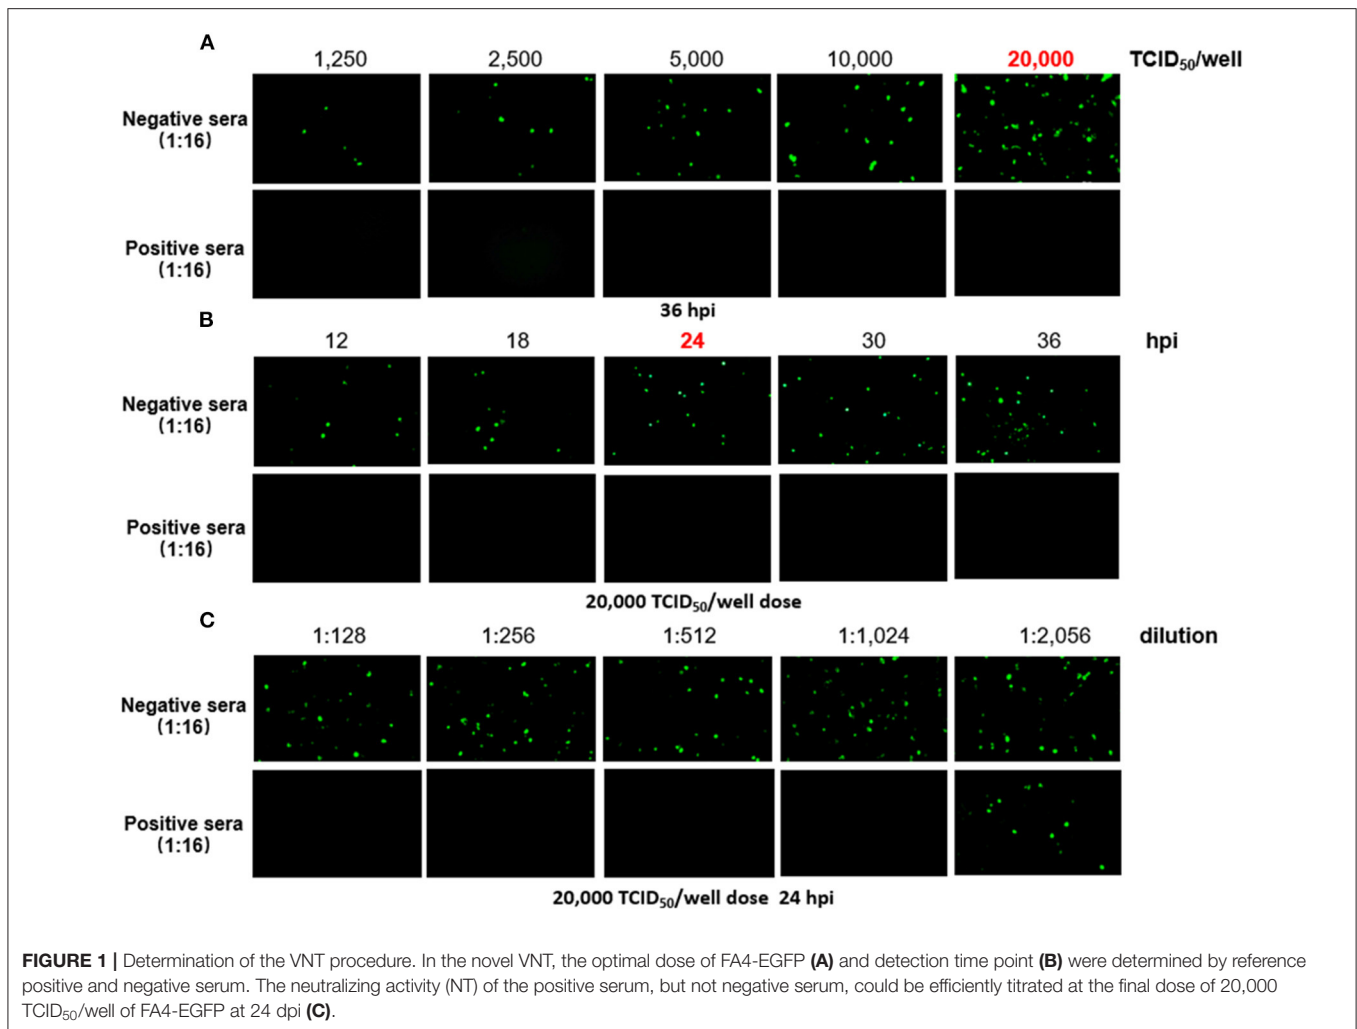 A
1,250 2,500 5,000 10,000 20,000 TCID50/well
Negative sera
(1:16)
Positive sera
(1:16)
36 hpi
B
12 18 24 30 36 hpi
Negative sera
(1:16)
Positive sera
(1:16)
20,000 TCID50/well dose
C
1:128 1:256 1:512 1:1,024 1:2,056 dilution
Negative sera
(1:16)
Positive sera
(1:16)
20,000 TCID50/well dose 24 hpi
FIGURE 1 | Determination of the VNT procedure. In the novel VNT, the optimal dose of FA4-EGFP (A) and detection time point (B) were determined by reference
positive and negative serum. The neutralizing activity (NT) of the positive serum, but not negative serum, could be efficiently titrated at the final dose of 20,000
TCID50/well of FA4-EGFP at 24 dpi (C).